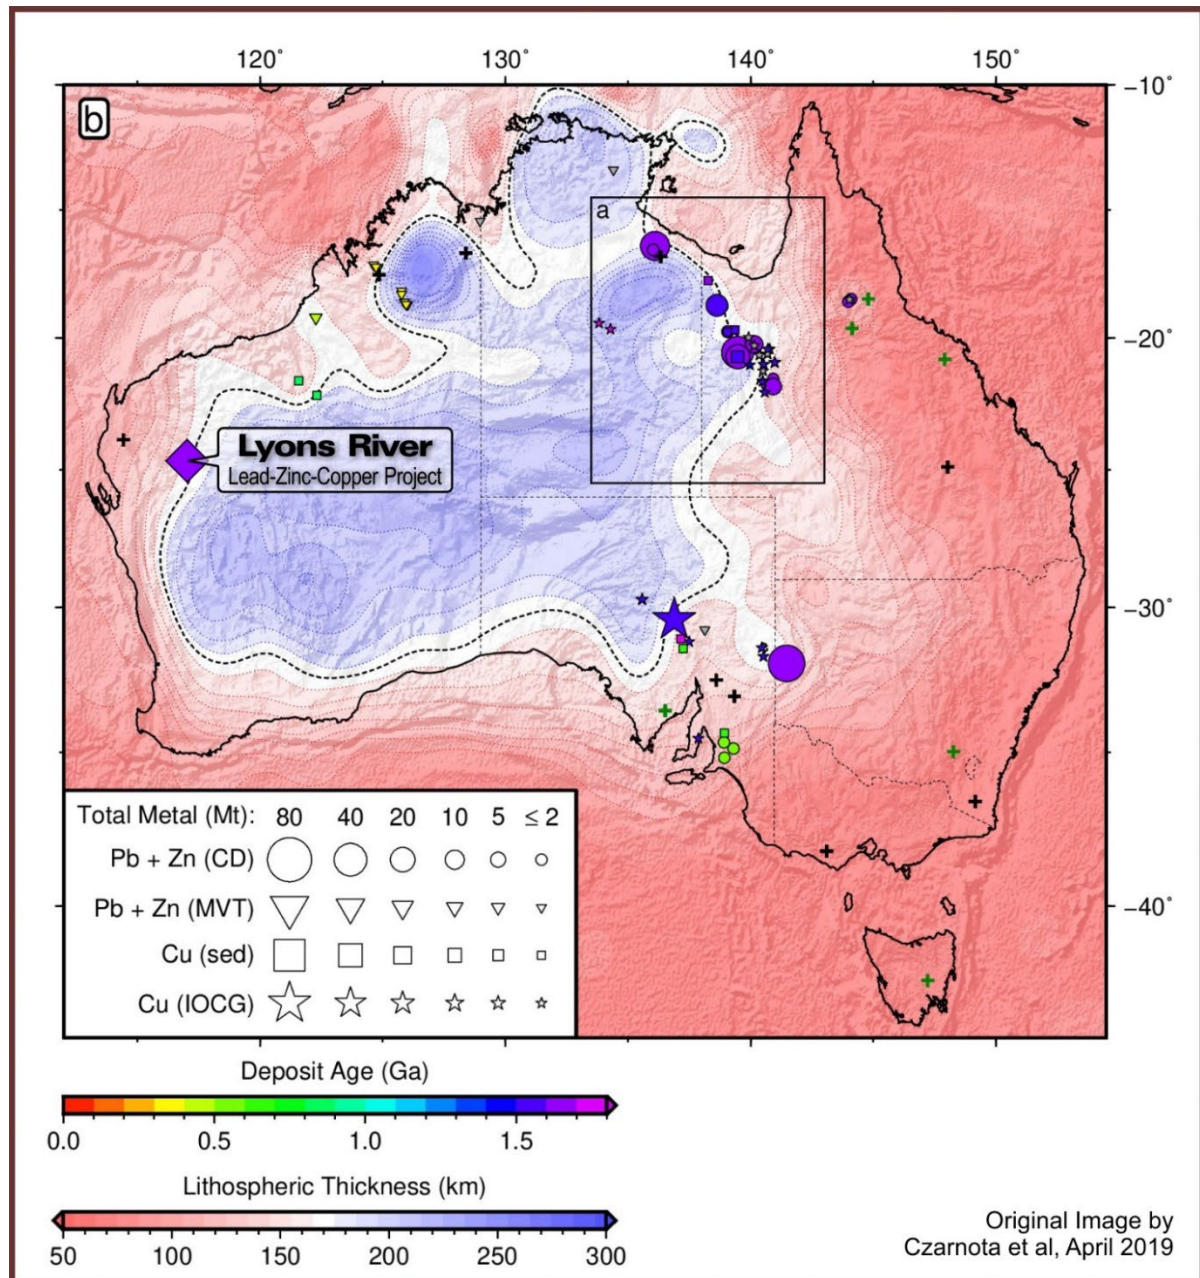 120° 130° 140° 150°
b
−10°
a
−20°
Lyons River
Lead-Zinc-Copper Project
−30°
Total Metal (Mt): 80 40 20 10 5 ≤ 2
Pb + Zn (CD)
Pb + Zn (MVT)
−40°
Cu (sed)
Cu (IOCG)
Deposit Age (Ga)
0.0 0.5 1.0 1.5
Lithospheric Thickness (km)
50 100 150 200 250 300
Original Image by
Czarnota et al, April 2019